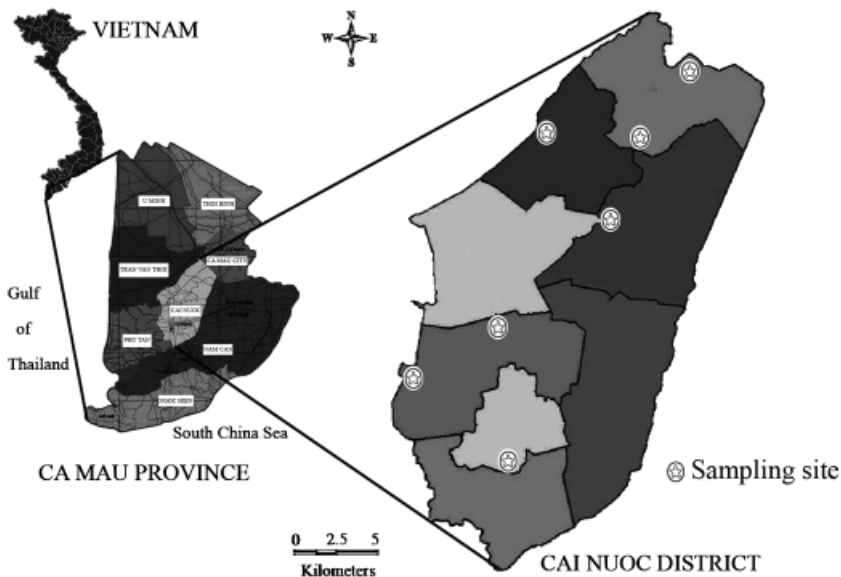 VIETNAM
W E
N
S
U MINH
THOI BINH
CA MAU CITY
TRAN VAN THOI
Gulf
of
Thailand
CAI NUOC
PHU TAN
NAM CAN
NGOC HIEN
South China Sea
CA MAU PROVINCE
Sampling site
0 2.5 5
Kilometers
CAI NUOC DISTRICT